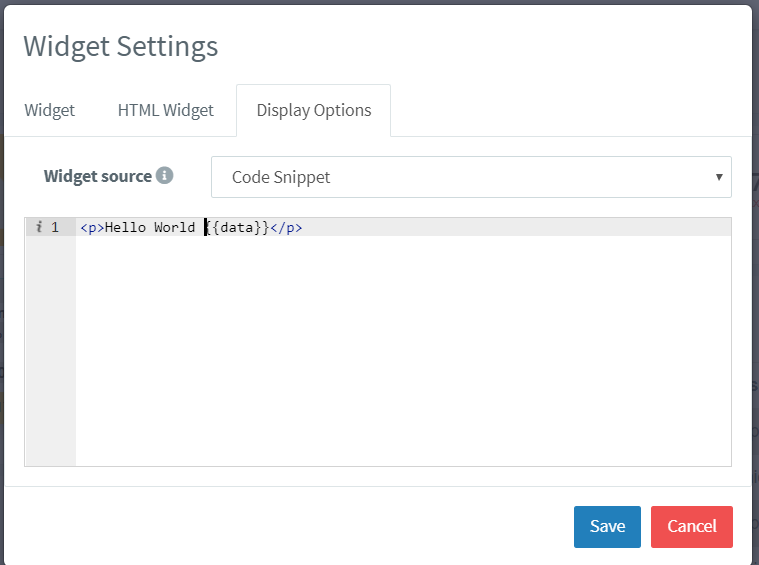 Widget Settings
Widget HTML Widget Display Options
Widget source i Code Snippet
i 1 <p>Hello World {{data}}</p>
Save Cancel